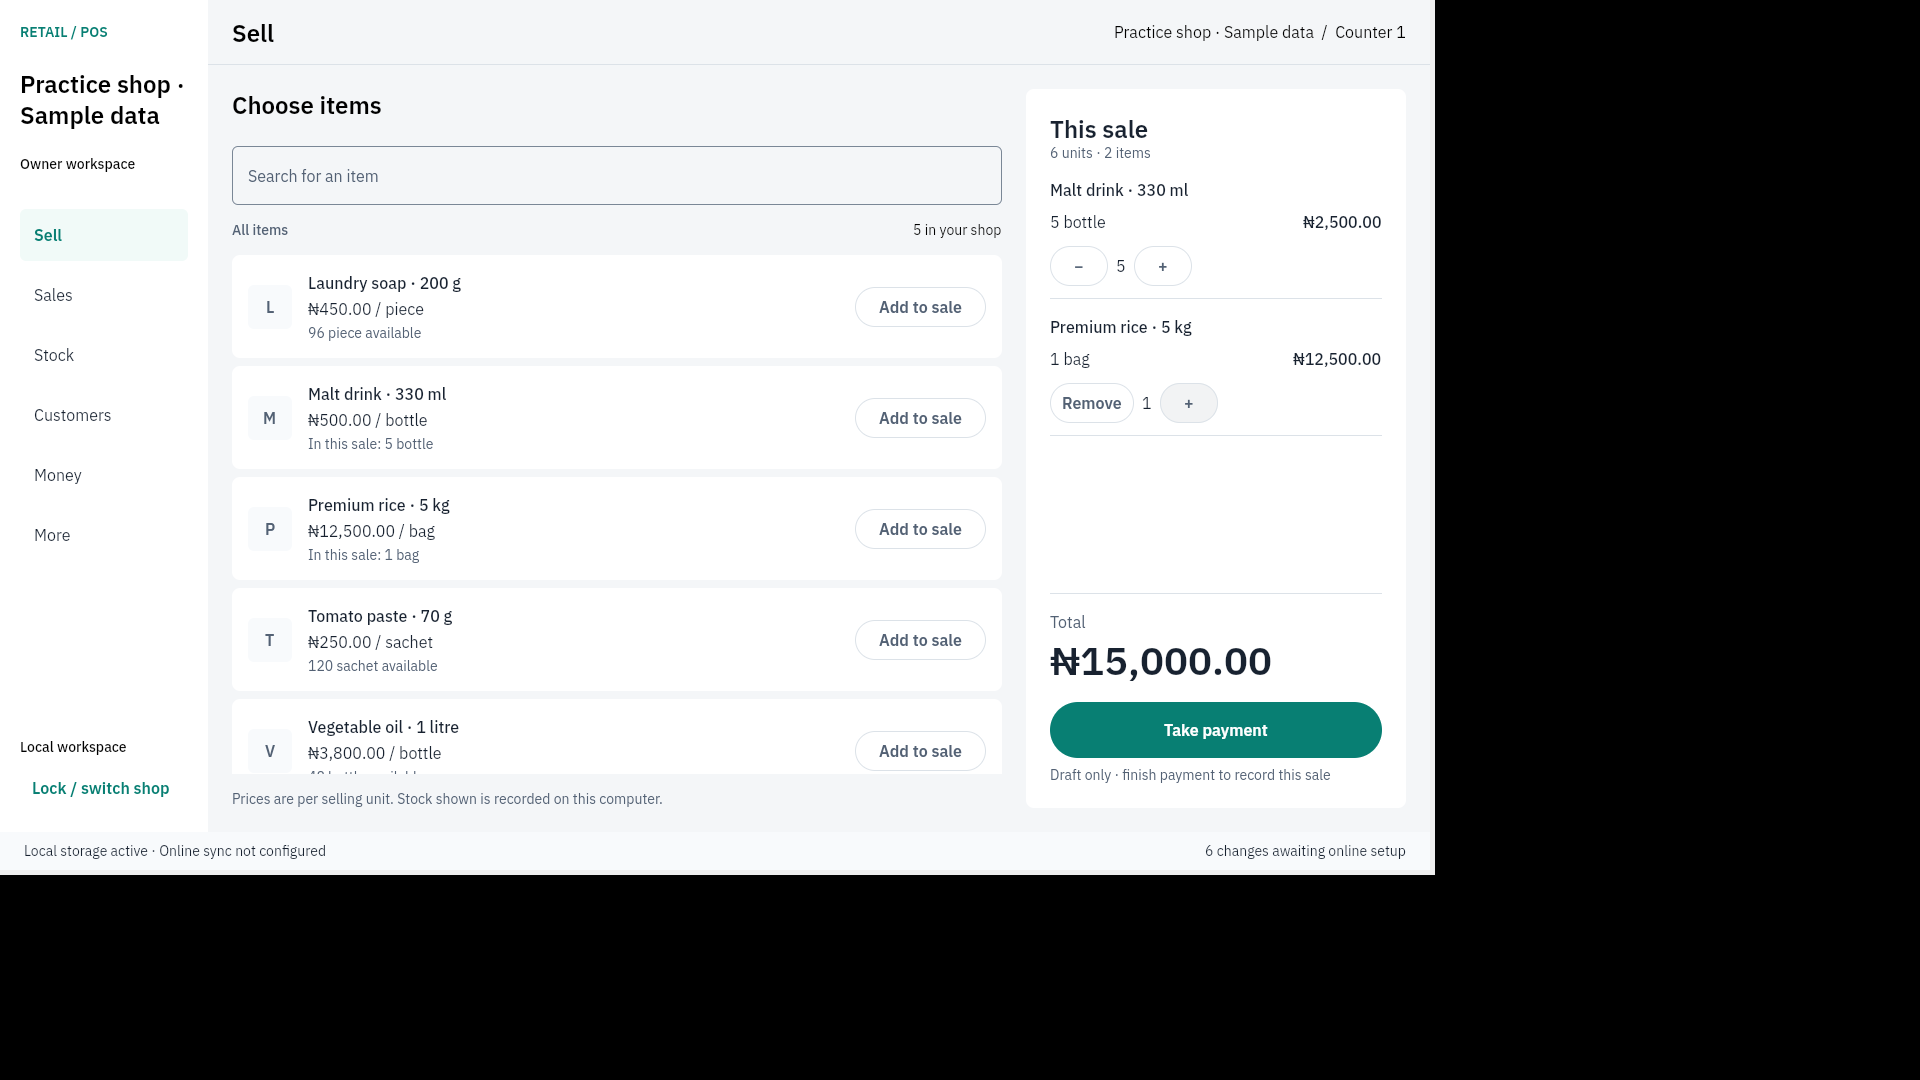 RETAIL / POS
Practice shop ·
Sample data
Owner workspace
Sell
Sales
Stock
Customers
Money
More
Local workspace
Lock / switch shop
Sell
Practice shop · Sample data / Counter 1
Choose items
Search for an item
All items
5 in your shop
L
Laundry soap · 200 g
₦450.00 / piece
96 piece available
Add to sale
M
Malt drink · 330 ml
₦500.00 / bottle
In this sale: 5 bottle
Add to sale
P
Premium rice · 5 kg
₦12,500.00 / bag
In this sale: 1 bag
Add to sale
T
Tomato paste · 70 g
₦250.00 / sachet
120 sachet available
Add to sale
V
Vegetable oil · 1 litre
₦3,800.00 / bottle
Add to sale
Prices are per selling unit. Stock shown is recorded on this computer.
This sale
6 units · 2 items
Malt drink · 330 ml
5 bottle ₦2,500.00
− 5 +
Premium rice · 5 kg
1 bag ₦12,500.00
Remove 1 +
Total
₦15,000.00
Take payment
Draft only · finish payment to record this sale
Local storage active · Online sync not configured
6 changes awaiting online setup